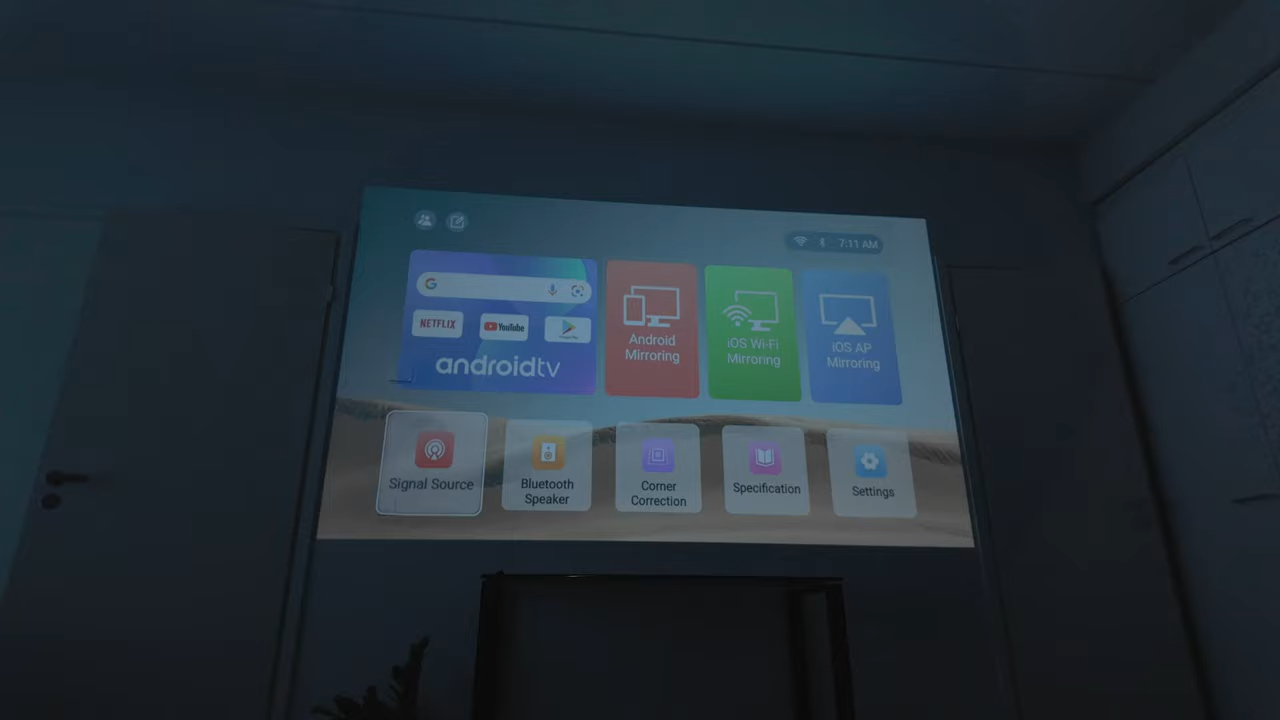 7:11 AM
G
NETFLIX
YouTube
androidtv
Android
Mirroring
iOS Wi-Fi
Mirroring
iOS AP
Mirroring
Signal Source
Bluetooth
Speaker
Corner
Correction
Specification
Settings